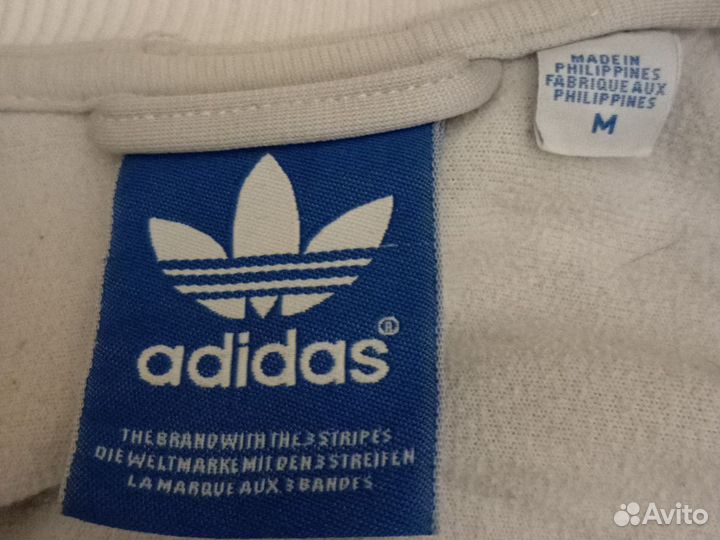 MADE IN
PHILIPPINES
FABRIQUE AUX
PHILIPPINES
M
adidas®
THE BRAND WITH THE 3 STRIPES
DIE WELTMARKE MIT DEN 3 STREIFEN
LA MARQUE AUX 3 BANDES
Avito